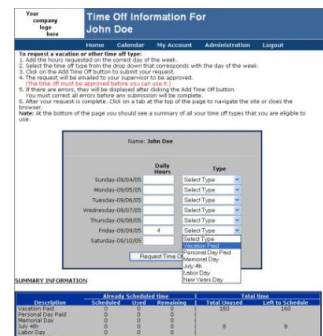 Your
company
logo
here
Time Off Information For
John Doe
Home Calendar My Account Administration Logout
To request a vacation or other time off type:
1. Add the hours requested on the correct day of the week.
2. Select the time off type from the drop down that corresponds with the day of the week.
3. Click on the Add Time Off button to submit your request.
4. The request will be emailed to your supervisor to be approved.
(The time off must be approved before you can use it.)
5. If there are errors, they will be displayed after clicking the Add Time Off button.
You must correct all errors before any submission will be complete.
6. After your request is complete. Click on a tab at the top of the page to navigate the site or close the
browser.
Note: At the bottom of the page you should see a summary of all your time off types that you are eligible to
use.
Name: John Doe
Daily
Hours Type
Sunday-09/04/05 Select Type
Monday-09/05/05 Select Type
Tuesday-09/06/05 Select Type
Wednesday-09/07/05 Select Type
Thursday-09/08/05 Select Type
Friday-09/09/05 4 Select Type
Saturday-09/10/05 Select Type
Vacation Paid
Personal Day Paid
Memorial Day
July 4th
Labor Day
New Years Day
Request Time O
SUMMARY INFORMATION
Already Scheduled time Total time
Description Scheduled Used Remaining Total Unused Left to Schedule
Vacation Paid 0 0 0 160 160
Personal Day Paid 0 0 0
Memorial Day 0 0 0
July 4th 0 0 0 8 8
Labor Day 0 0 0